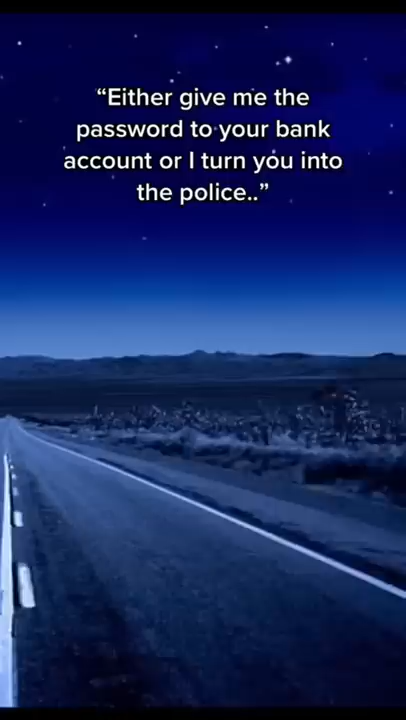 “Either give me the
password to your bank
account or I turn you into
the police..”